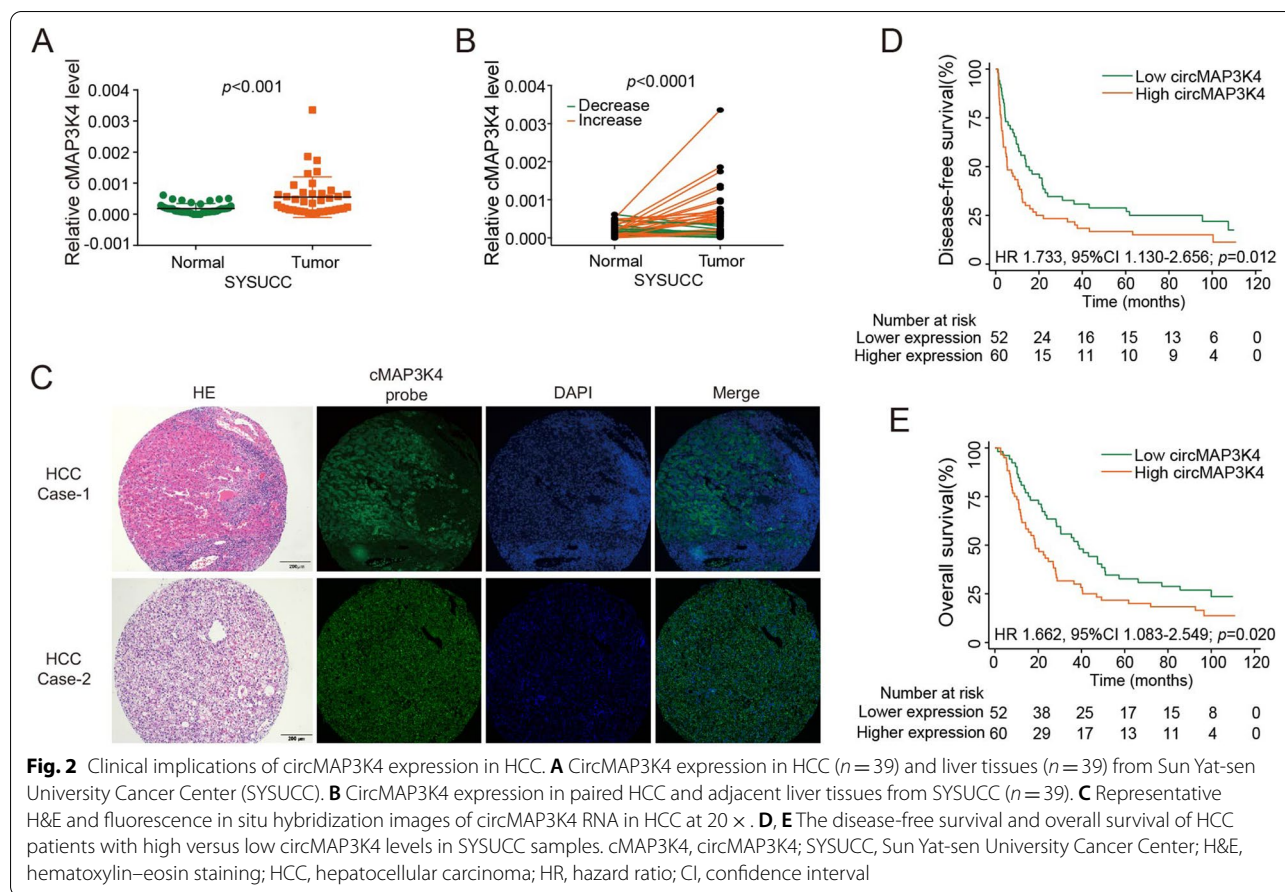 A
Relative cMAP3K4 level
p<0.001
0.004
0.003
0.002
0.001
0.000
-0.001
Normal
Tumor
SYSUCC
B
Relative cMAP3K4 level
p<0.0001
0.004
0.003
0.002
0.001
0.000
Decrease
Increase
Normal
Tumor
SYSUCC
C
HE
cMAP3K4
probe
DAPI
Merge
HCC
Case-1
200 μm
HCC
Case-2
200 μm
D
Disease-free survival(%)
100
75
50
25
0
Low circMAP3K4
High circMAP3K4
HR 1.733, 95%CI 1.130-2.656; p=0.012
0 20 40 60 80 100 120
Time (months)
Number at risk
Lower expression 52 24 16 15 13 6 0
Higher expression 60 15 11 10 9 4 0
E
Overall survival(%)
100
75
50
25
0
Low circMAP3K4
High circMAP3K4
HR 1.662, 95%CI 1.083-2.549; p=0.020
0 20 40 60 80 100 120
Time (months)
Number at risk
Lower expression 52 38 25 17 15 8 0
Higher expression 60 29 17 13 11 4 0
Fig. 2 Clinical implications of circMAP3K4 expression in HCC. A CircMAP3K4 expression in HCC (n = 39) and liver tissues (n = 39) from Sun Yat-sen
University Cancer Center (SYSUCC). B CircMAP3K4 expression in paired HCC and adjacent liver tissues from SYSUCC (n = 39). C Representative
H&E and fluorescence in situ hybridization images of circMAP3K4 RNA in HCC at 20 ×. D, E The disease-free survival and overall survival of HCC
patients with high versus low circMAP3K4 levels in SYSUCC samples. cMAP3K4, circMAP3K4; SYSUCC, Sun Yat-sen University Cancer Center; H&E,
hematoxylin–eosin staining; HCC, hepatocellular carcinoma; HR, hazard ratio; CI, confidence interval